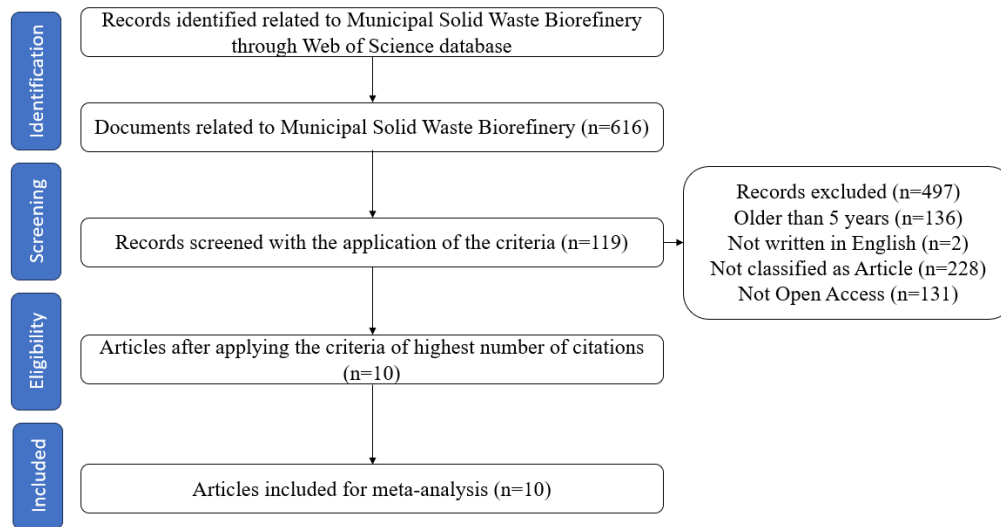 Identification
Records identified related to Municipal Solid Waste Biorefinery
through Web of Science database
Documents related to Municipal Solid Waste Biorefinery (n=616)
Screening
Records screened with the application of the criteria (n=119)
Records excluded (n=497)
Older than 5 years (n=136)
Not written in English (n=2)
Not classified as Article (n=228)
Not Open Access (n=131)
Eligibility
Articles after applying the criteria of highest number of citations
(n=10)
Included
Articles included for meta-analysis (n=10)